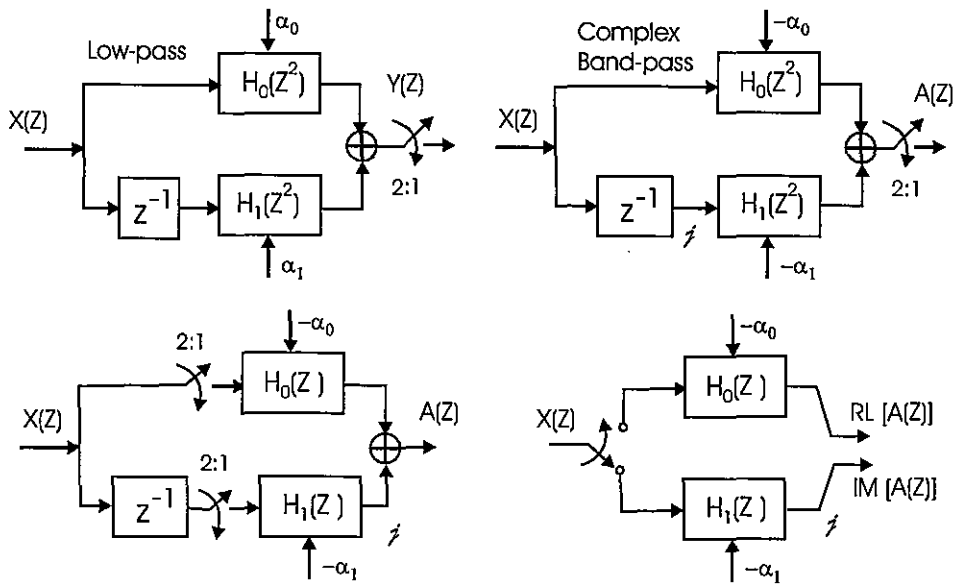 α₀
Low-pass
H₀(Z²)
X(Z)
Y(Z)
2:1
z⁻¹
H₁(Z²)
α₁
−α₀
Complex
Band-pass
H₀(Z²)
X(Z)
A(Z)
2:1
z⁻¹
j
H₁(Z²)
−α₁
−α₀
2:1
H₀(Z )
X(Z)
A(Z)
2:1
z⁻¹
H₁(Z )
j
−α₁
−α₀
H₀(Z )
X(Z)
RL [A(Z)]
IM [A(Z)]
H₁(Z )
j
−α₁